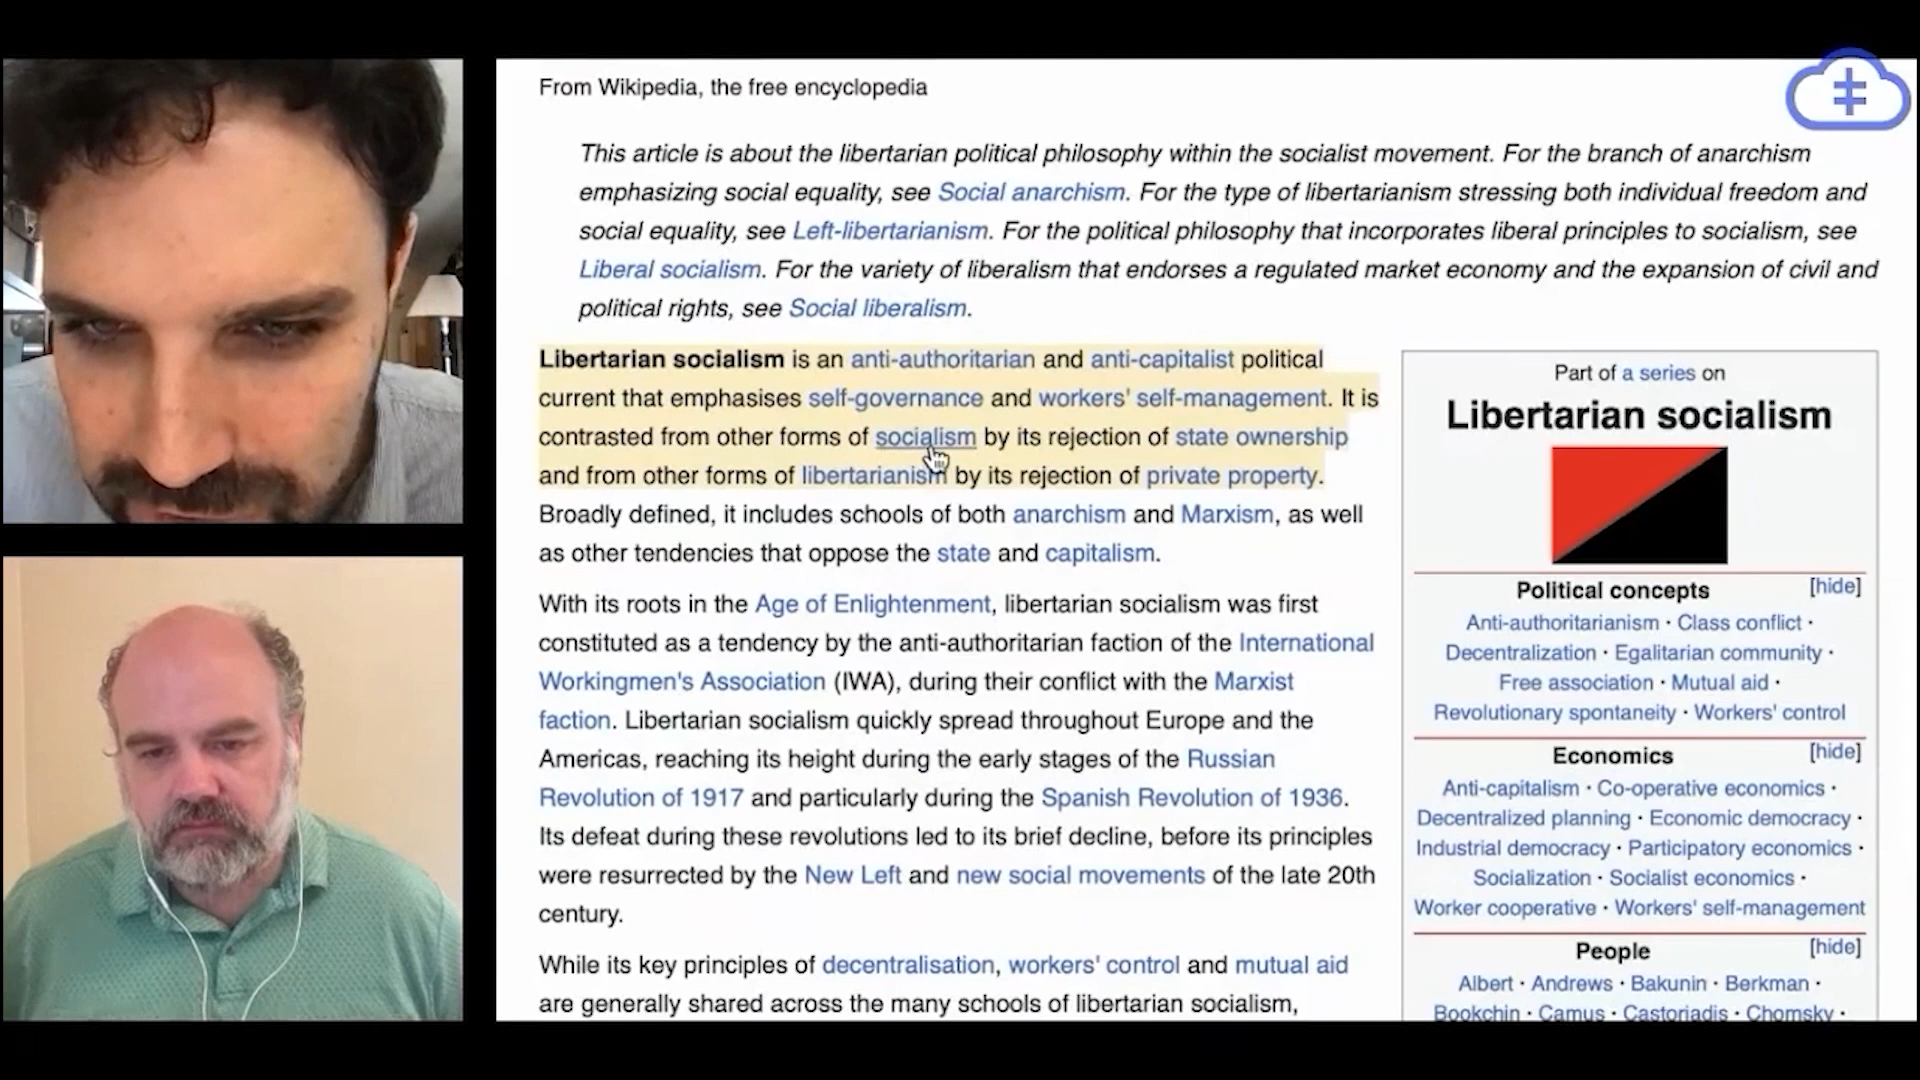 From Wikipedia, the free encyclopedia
This article is about the libertarian political philosophy within the socialist movement. For the branch of anarchism
emphasizing social equality, see Social anarchism. For the type of libertarianism stressing both individual freedom and
social equality, see Left-libertarianism. For the political philosophy that incorporates liberal principles to socialism, see
Liberal socialism. For the variety of liberalism that endorses a regulated market economy and the expansion of civil and
political rights, see Social liberalism.
Libertarian socialism is an anti-authoritarian and anti-capitalist political
current that emphasises self-governance and workers' self-management. It is
contrasted from other forms of socialism by its rejection of state ownership
and from other forms of libertarianism by its rejection of private property.
Broadly defined, it includes schools of both anarchism and Marxism, as well
as other tendencies that oppose the state and capitalism.
With its roots in the Age of Enlightenment, libertarian socialism was first
constituted as a tendency by the anti-authoritarian faction of the International
Workingmen's Association (IWA), during their conflict with the Marxist
faction. Libertarian socialism quickly spread throughout Europe and the
Americas, reaching its height during the early stages of the Russian
Revolution of 1917 and particularly during the Spanish Revolution of 1936.
Its defeat during these revolutions led to its brief decline, before its principles
were resurrected by the New Left and new social movements of the late 20th
century.
While its key principles of decentralisation, workers' control and mutual aid
are generally shared across the many schools of libertarian socialism,
Part of a series on
Libertarian socialism
Political concepts [hide]
Anti-authoritarianism · Class conflict ·
Decentralization · Egalitarian community ·
Free association · Mutual aid ·
Revolutionary spontaneity · Workers' control
Economics [hide]
Anti-capitalism · Co-operative economics ·
Decentralized planning · Economic democracy ·
Industrial democracy · Participatory economics ·
Socialization · Socialist economics ·
Worker cooperative · Workers' self-management
People [hide]
Albert · Andrews · Bakunin · Berkman ·
Bookchin · Camus · Castoriadis · Chomsky ·